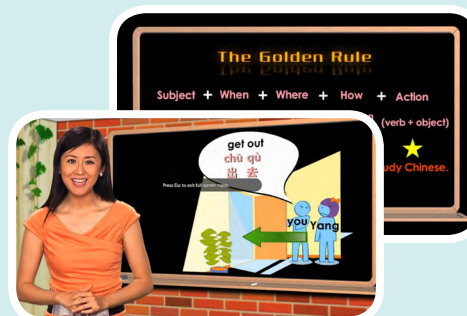 The Golden Rule
Subject + When + Where + How + Action
(verb + object)
udy Chinese.
get out
chū qù
出 去
Press Esc to exit full screen mode.
you Yang